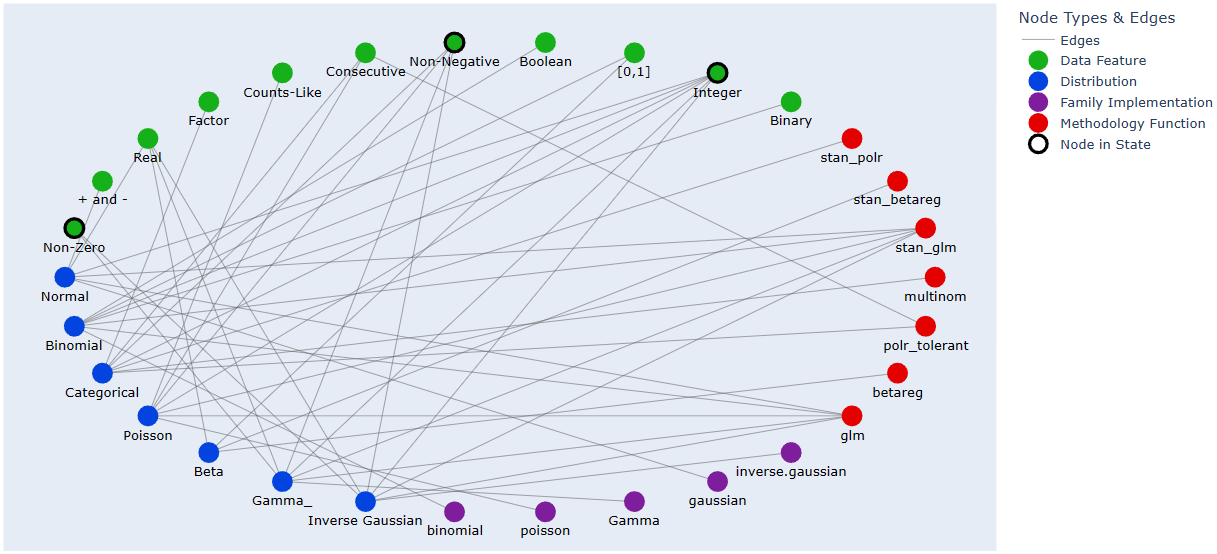 Node Types & Edges
Edges
Data Feature
Distribution
Family Implementation
Methodology Function
Node in State
Non-Negative
Boolean
Consecutive
[0,1]
Counts-Like
Integer
Factor
Binary
Real
stan_polr
+ and -
stan_betareg
Non-Zero
stan_glm
Normal
multinom
Binomial
polr_tolerant
Categorical
betareg
Poisson
glm
Beta
inverse.gaussian
Gamma_
gaussian
Inverse Gaussian
Gamma
binomial
poisson